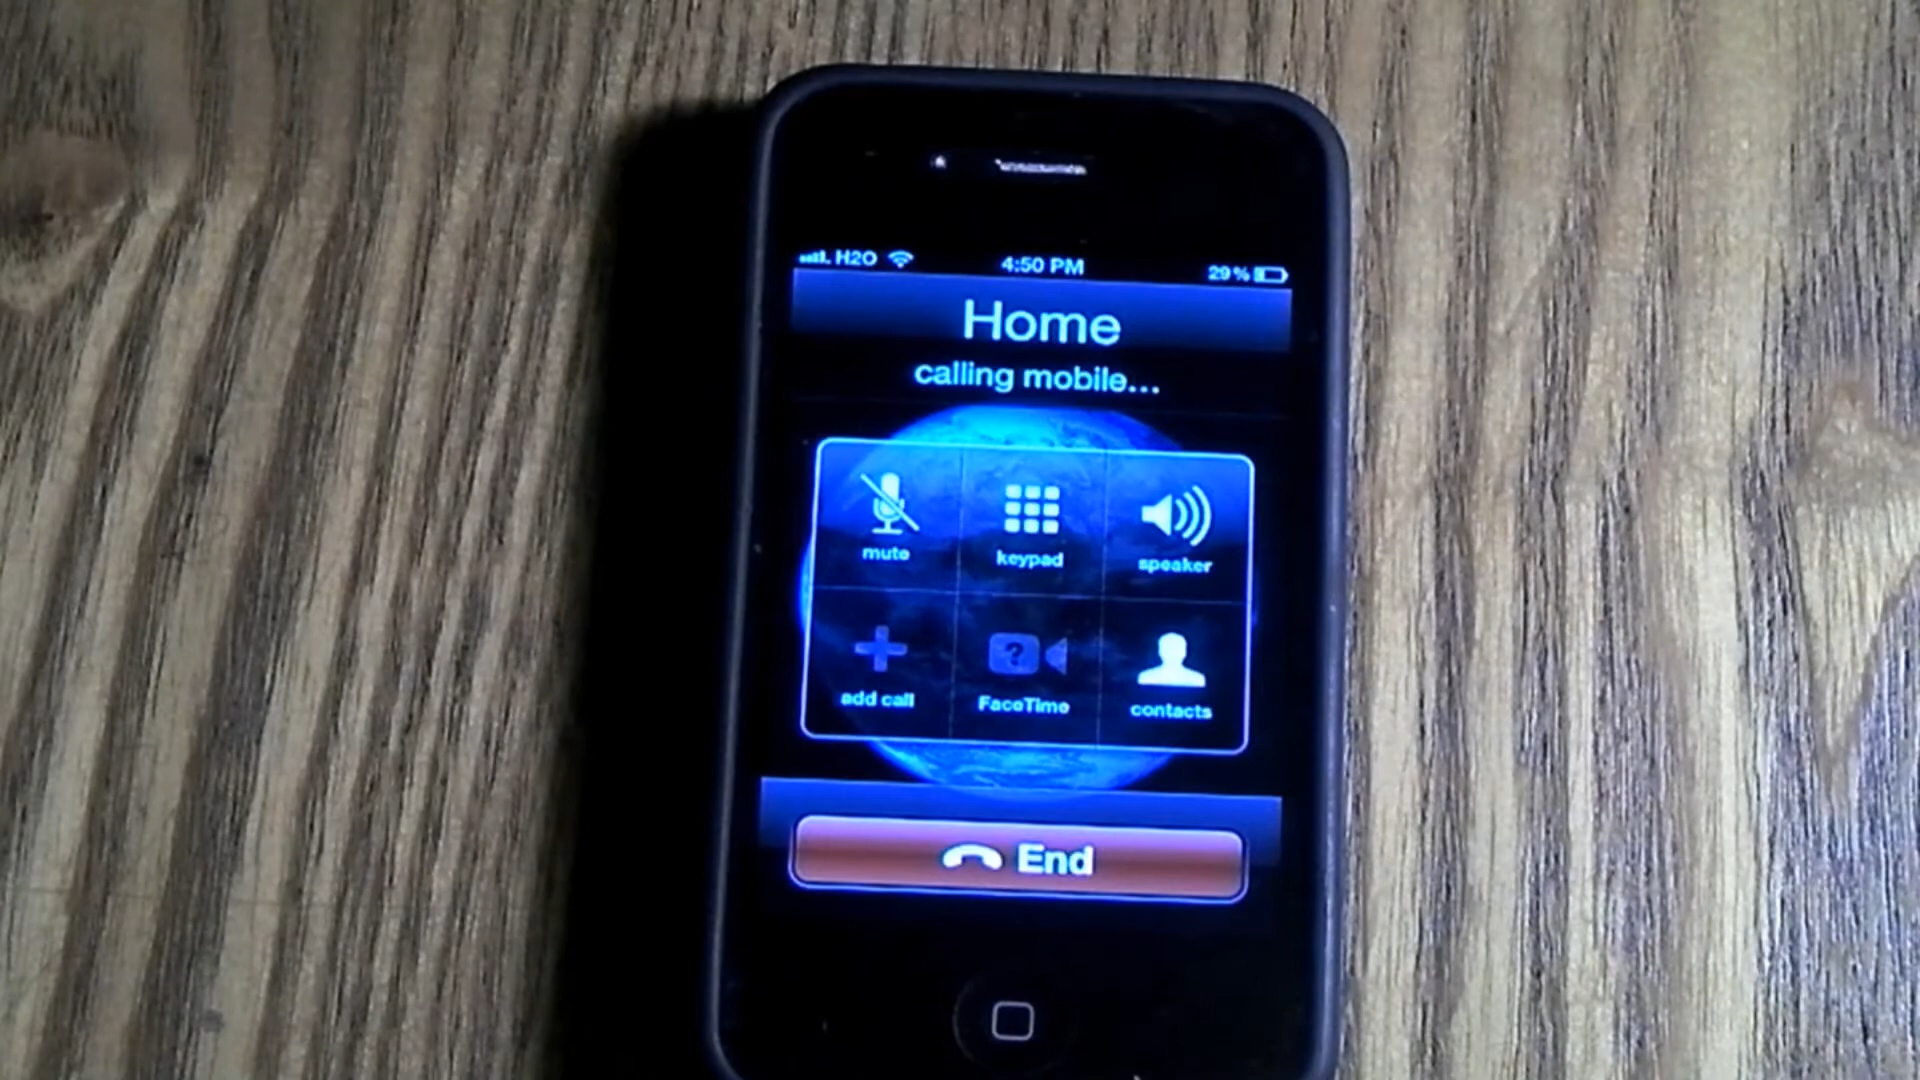 H2O 4:50 PM 29%
Home
calling mobile...
mute keypad speaker
add call FaceTime contacts
End